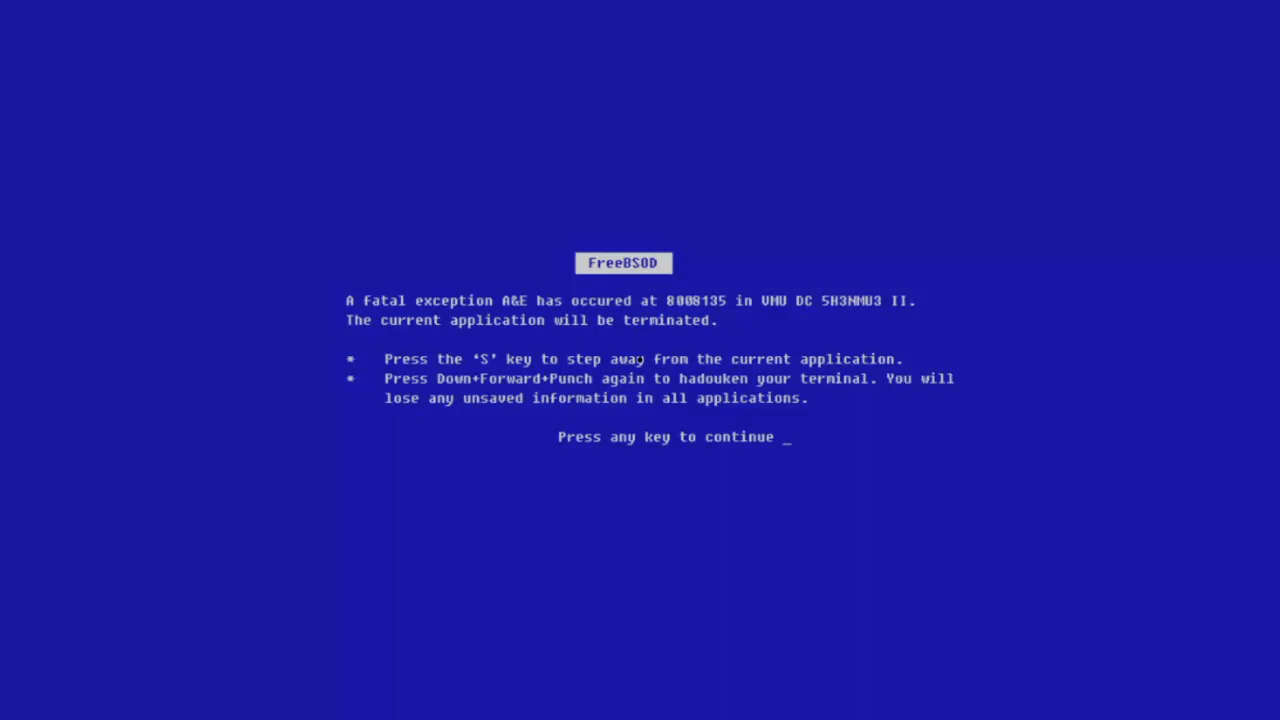 FreeBSOD
A fatal exception A&E has occured at 8008135 in VMU DC 5H3NMU3 II.
The current application will be terminated.
* Press the ‘S’ key to step away from the current application.
* Press Down+Forward+Punch again to hadouken your terminal. You will
lose any unsaved information in all applications.
Press any key to continue _